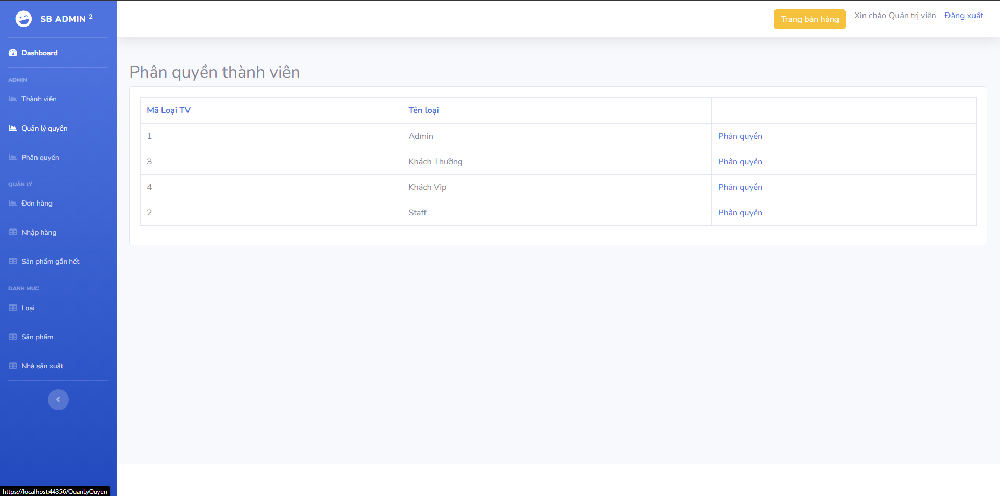 SB ADMIN 2
Trang bán hàng
Xin chào Quản trị viên
Đăng xuất
Dashboard
ADMIN
Thành viên
Quản lý quyền
Phân quyền
QUẢN LÝ
Đơn hàng
Nhập hàng
Sản phẩm gần hết
DANH MỤC
Loại
Sản phẩm
Nhà sản xuất
Phân quyền thành viên
Mã Loại TV Tên loại
1 Admin Phân quyền
3 Khách Thường Phân quyền
4 Khách Vip Phân quyền
2 Staff Phân quyền
https://localhost:44356/QuanLyQuyen